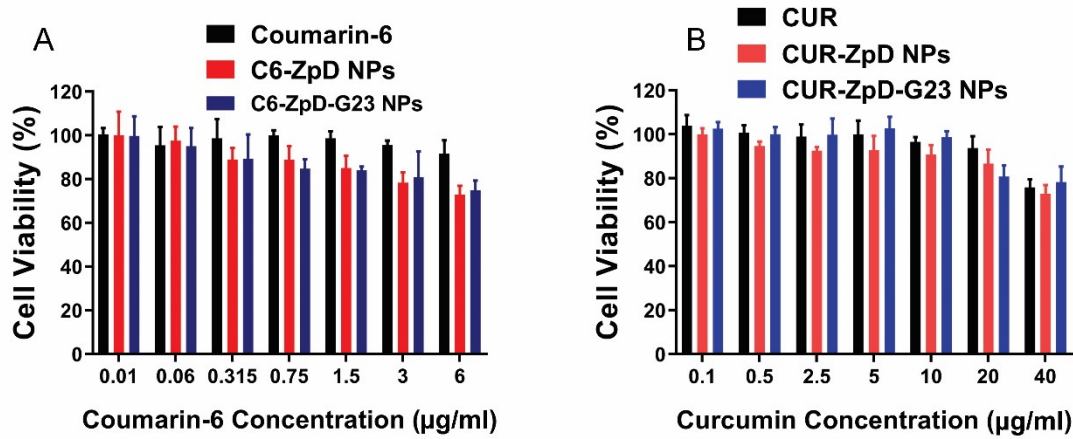 A
Coumarin-6
C6-ZpD NPs
C6-ZpD-G23 NPs
Cell Viability (%)
120
100
80
60
40
20
0
0.01 0.06 0.315 0.75 1.5 3 6
Coumarin-6 Concentration (µg/ml)
B
CUR
CUR-ZpD NPs
CUR-ZpD-G23 NPs
Cell Viability (%)
120
100
80
60
40
20
0
0.1 0.5 2.5 5 10 20 40
Curcumin Concentration (µg/ml)